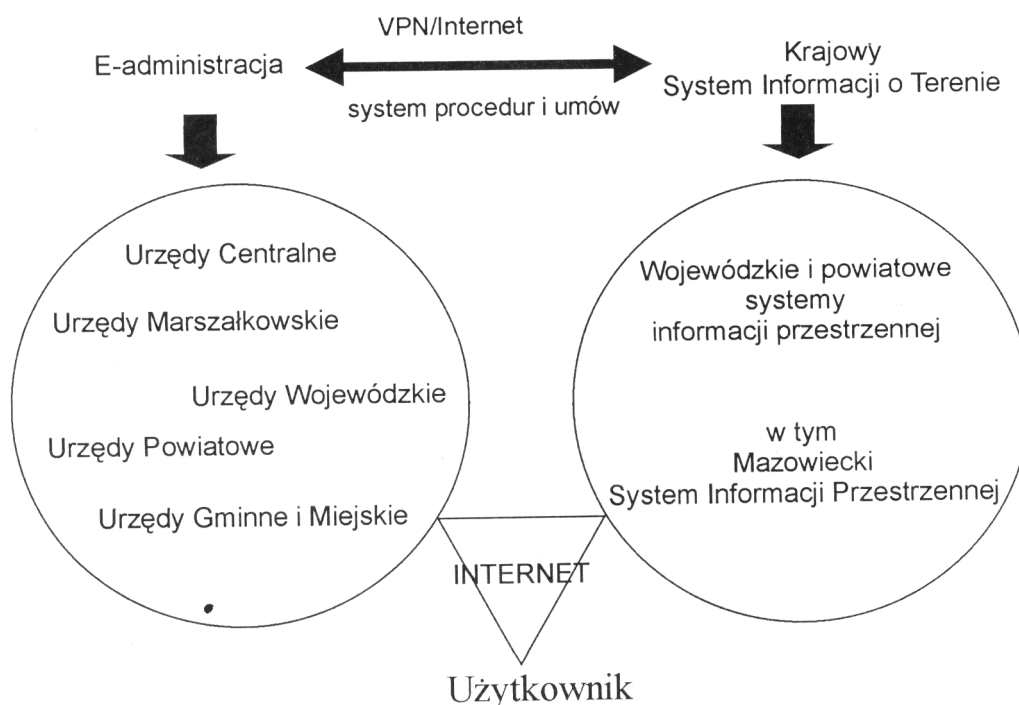 VPN/Internet
E-administracja
Krajowy
System Informacji o Terenie
system procedur i umów
Urzędy Centralne
Urzędy Marszałkowskie
Urzędy Wojewódzkie
Urzędy Powiatowe
Urzędy Gminne i Miejskie
Wojewódzkie i powiatowe
systemy
informacji przestrzennej
w tym
Mazowiecki
System Informacji Przestrzennej
INTERNET
Użytkownik